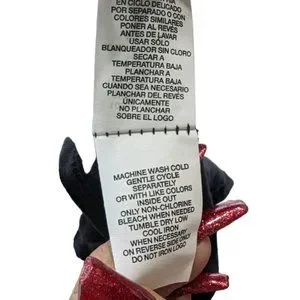 EN CICLO DELICADO
POR SEPARADO O CON
COLORES SIMILARES
PONER AL REVÉS
ANTES DE LAVAR
USAR SÓLO
BLANQUEADOR SIN CLORO
SECAR A
TEMPERATURA BAJA
PLANCHAR A
TEMPERATURA BAJA
CUANDO SEA NECESARIO
PLANCHAR DEL REVÉS
ÚNICAMENTE
NO PLANCHAR
SOBRE EL LOGO
MACHINE WASH COLD
GENTLE CYCLE
SEPARATELY
OR WITH LIKE COLORS
INSIDE OUT
ONLY NON-CHLORINE
BLEACH WHEN NEEDED
TUMBLE DRY LOW
COOL IRON
WHEN NECESSARY
ON REVERSE SIDE ONLY
DO NOT IRON LOGO